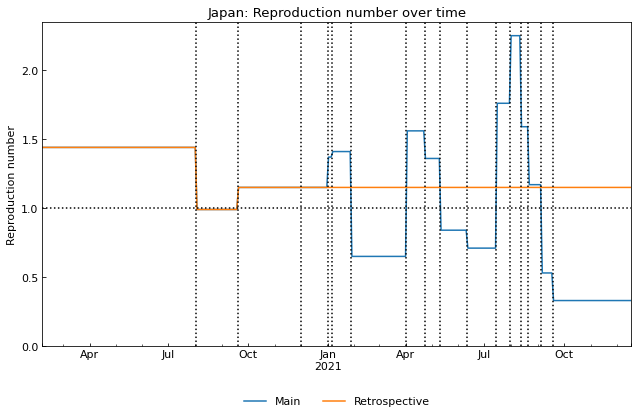 Japan: Reproduction number over time
Reproduction number
2.0
1.5
1.0
0.5
0.0
Apr Jul Oct Jan Apr Jul Oct
2021
Main Retrospective